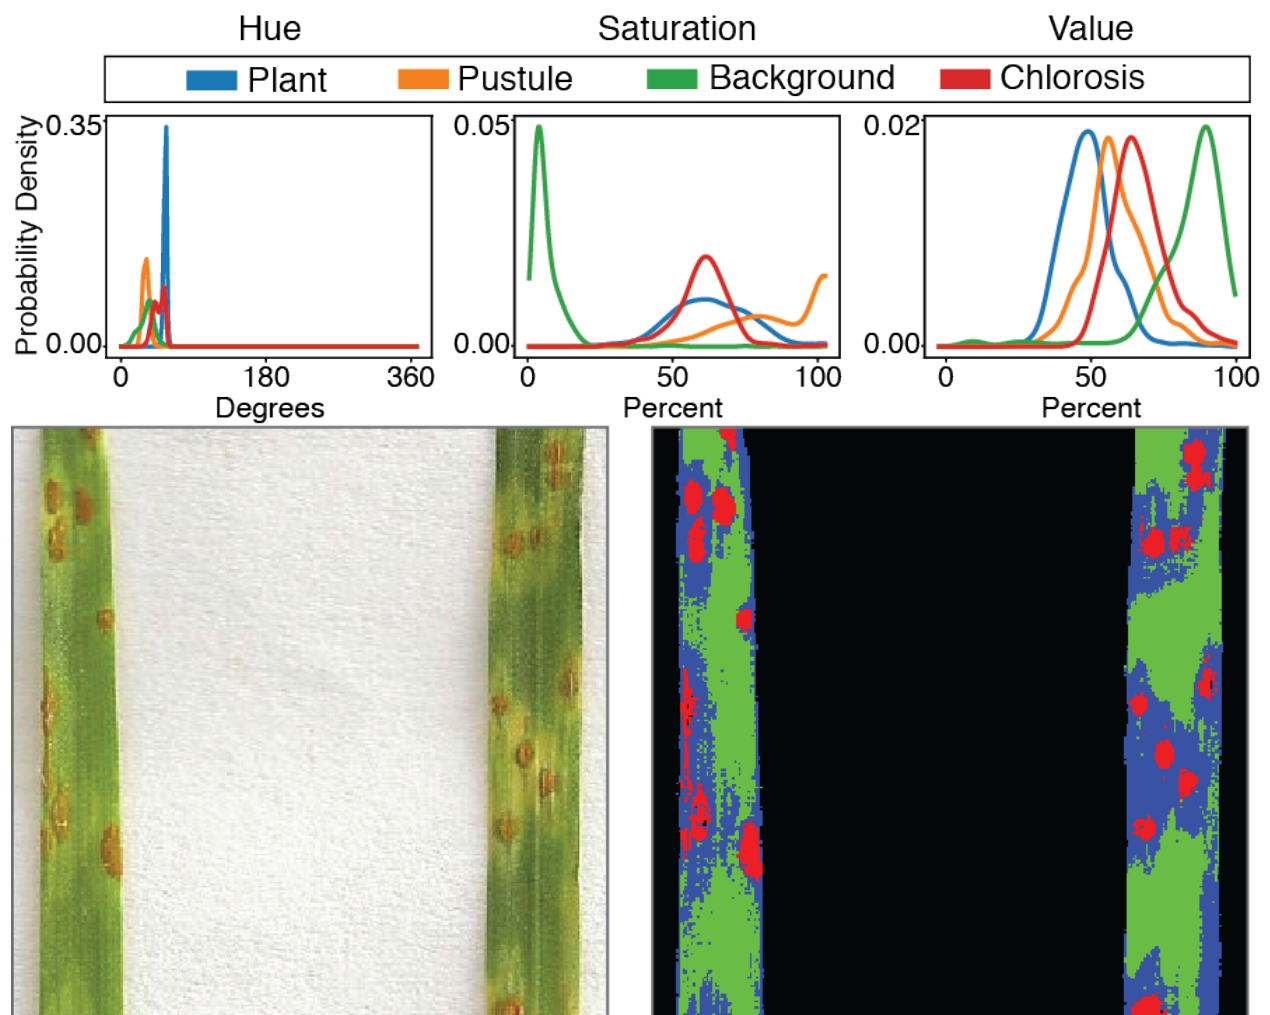 Hue Saturation Value
Plant Pustule Background Chlorosis
Probability Density
0.35 0.05 0.02
0.00 0.00 0.00
0 180 360 0 50 100 0 50 100
Degrees Percent Percent